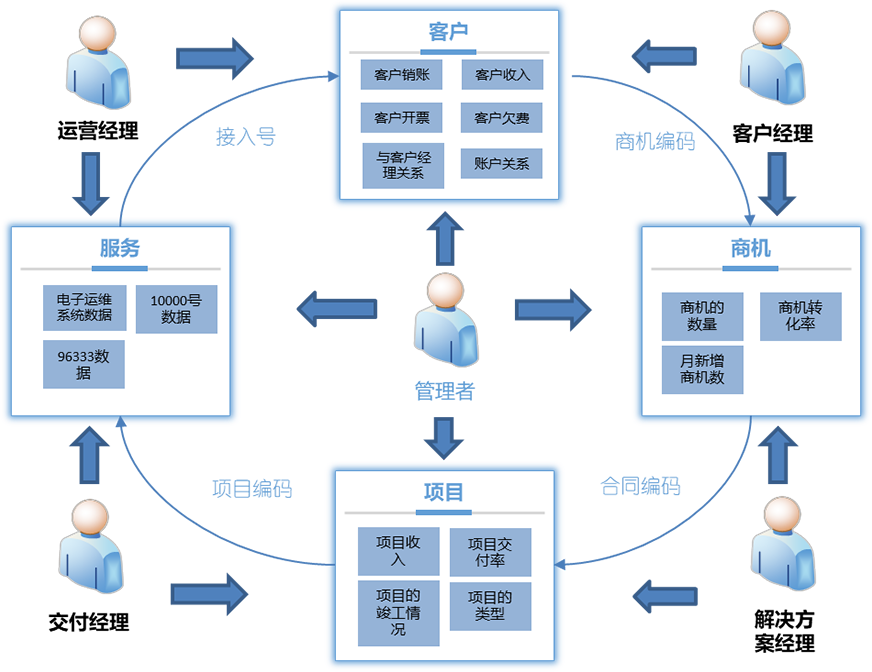 客户
客户销账
客户收入
客户开票
客户欠费
与客户经
理关系
账户关系
运营经理
客户经理
接入号
商机编码
服务
电子运维
系统数据
10000号
数据
96333数
据
商机
商机的
数量
商机转
化率
月新增
商机数
管理者
项目编码
合同编码
项目
项目收
入
项目交
付率
项目的
竣工情
况
项目的
类型
交付经理
解决方
案经理